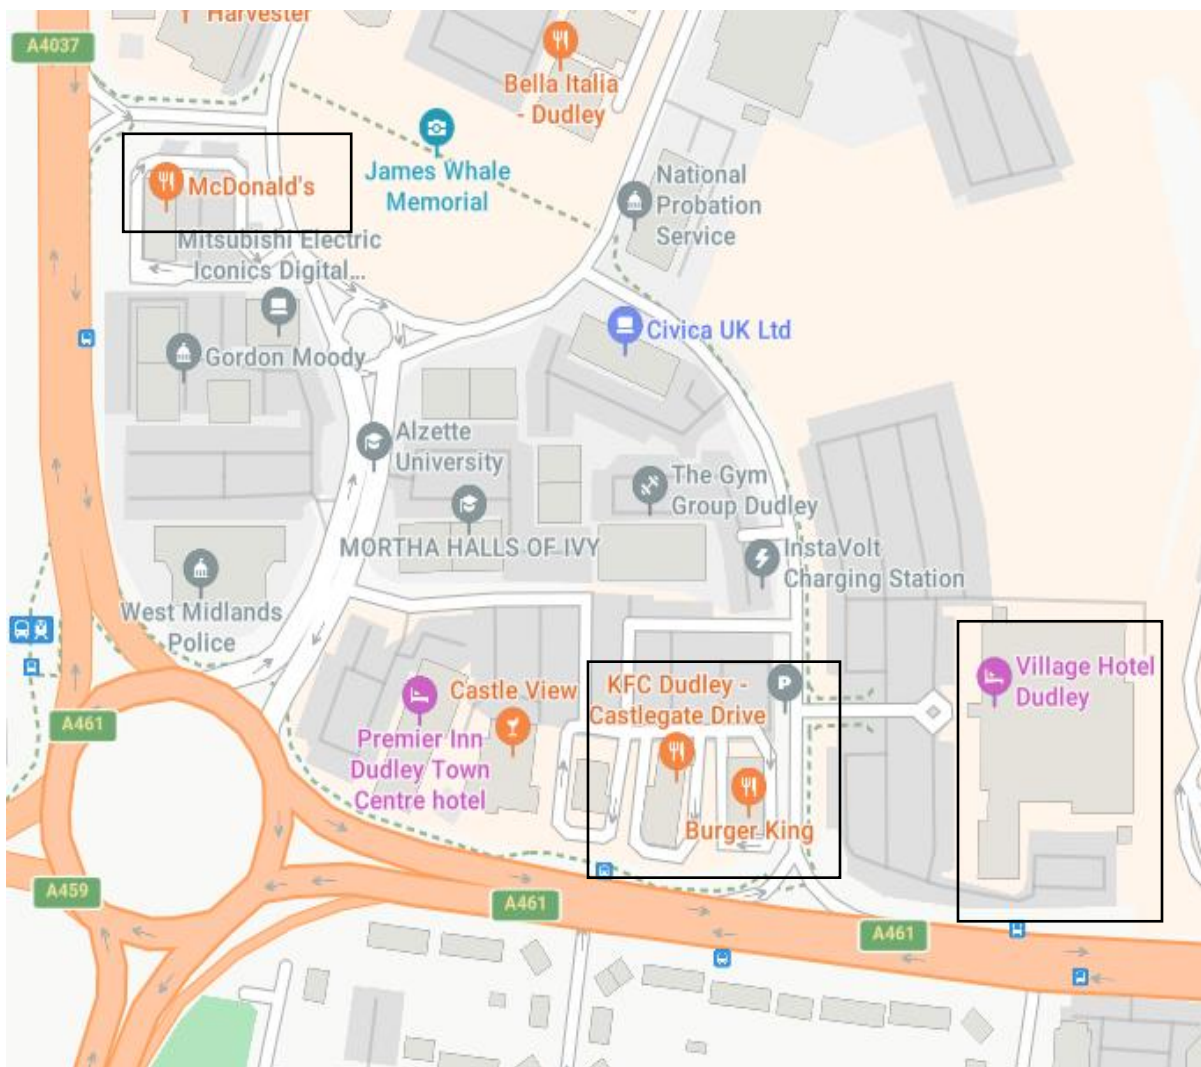 Harvester
A4037
Bella Italia
- Dudley
James Whale
Memorial
McDonald's
National
Probation
Service
Mitsubishi Electric
Iconics Digital...
Civica UK Ltd
Gordon Moody
Alzette
University
The Gym
Group Dudley
MORTHA HALLS OF IVY
InstaVolt
Charging Station
West Midlands
Police
Castle View
KFC Dudley -
Castlegate Drive
P
Village Hotel
Dudley
A461
Premier Inn
Dudley Town
Centre hotel
Burger King
A459
A461
A461